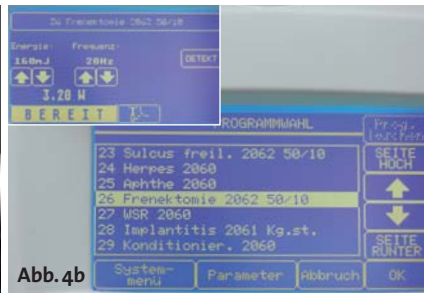 Zu Frenektomie 2062 50/10
Energie: Frequenz:
160mJ 20Hz
DETEKT
3.20 W
BEREIT
PROGRAMMWAHL
Prog.
23 Sulcus freil. 2062 50/10
24 Herpes 2060
25 Aphthe 2060
26 Frenektomie 2062 50/10
27 WSR 2060
28 Implantitis 2061 Kg.st.
29 Konditionier. 2060
SEITE
HOCH
SEITE
RUNTER
System-
menü
Parameter
Abbruch
OK
Abb. 4b